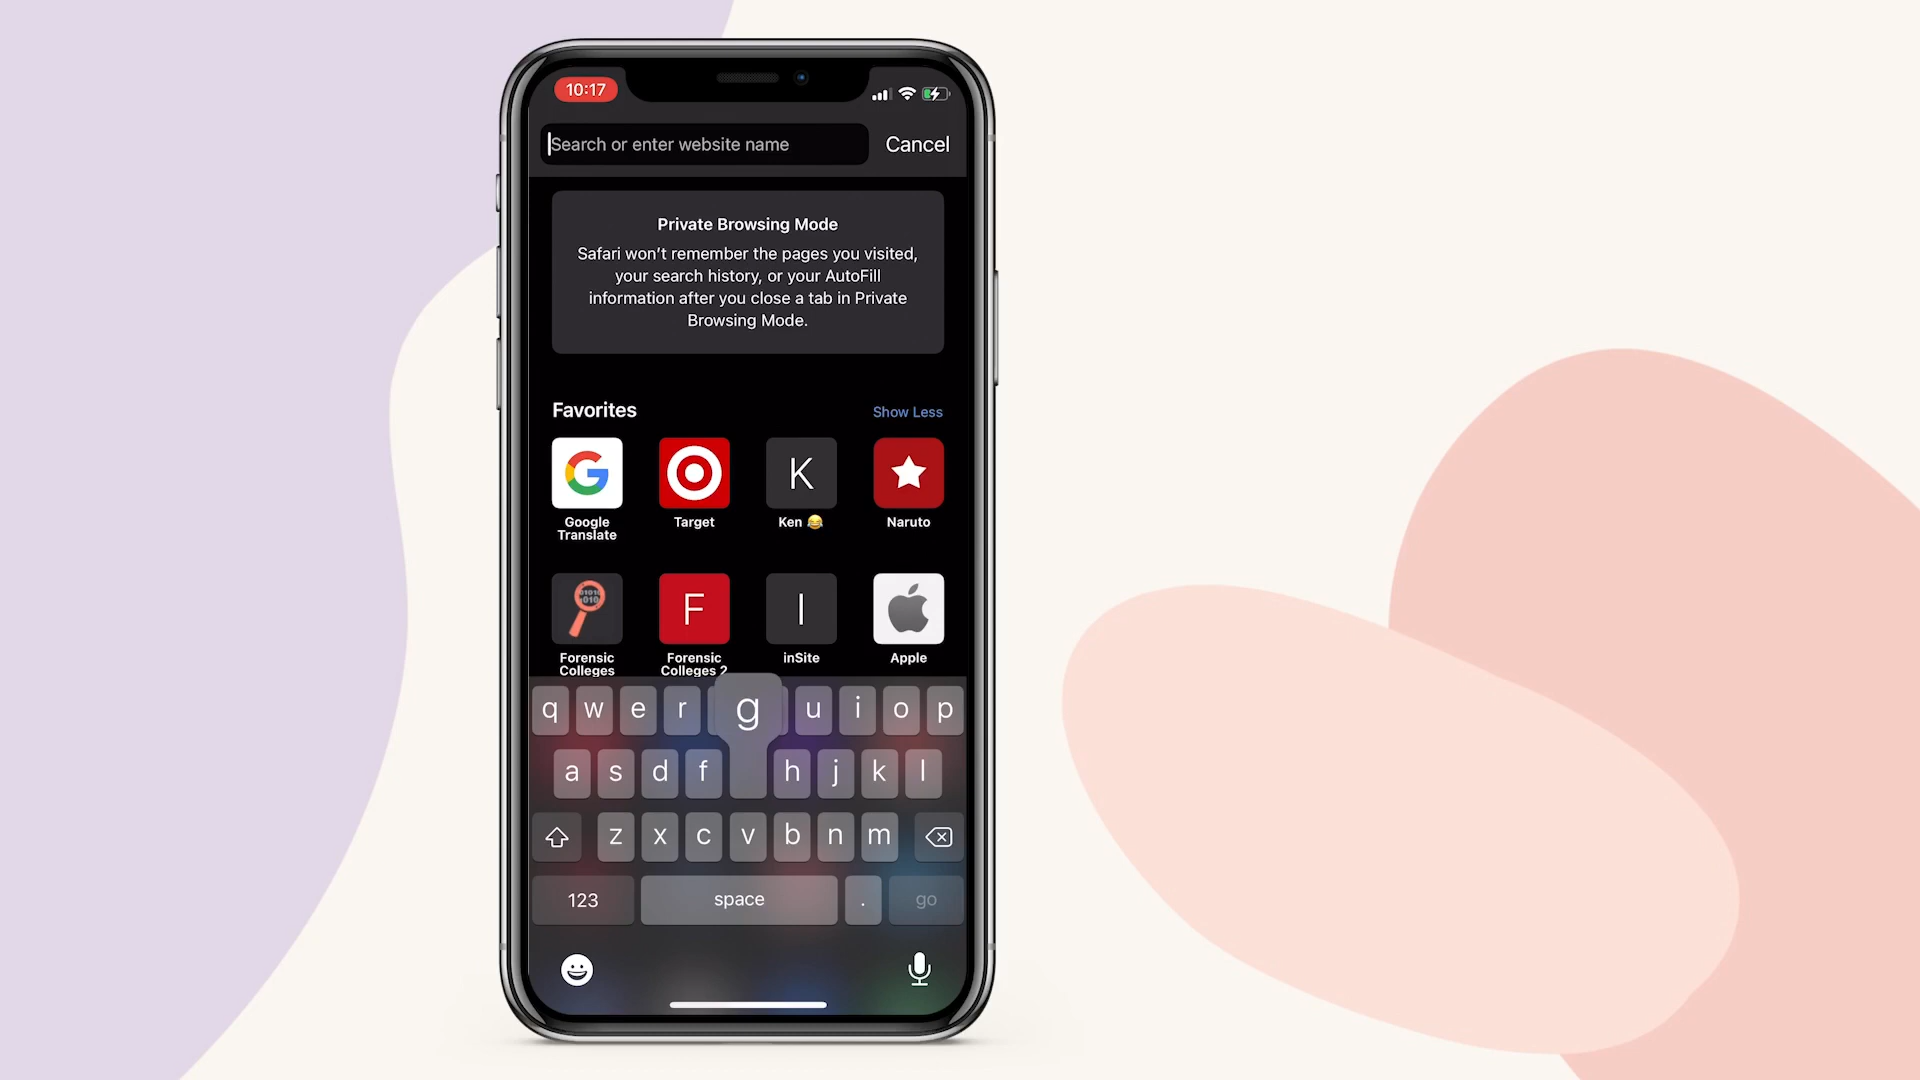 10:17
Search or enter website name
Cancel
Private Browsing Mode
Safari won't remember the pages you visited,
your search history, or your AutoFill
information after you close a tab in Private
Browsing Mode.
Favorites
Show Less
K
Google
Translate
Target
Ken 😂
Naruto
01010
010
F
I
Forensic
Colleges
Forensic
Colleges 2
inSite
Apple
q w e r g u i o p
a s d f h j k l
z x c v b n m
123
space
.
go